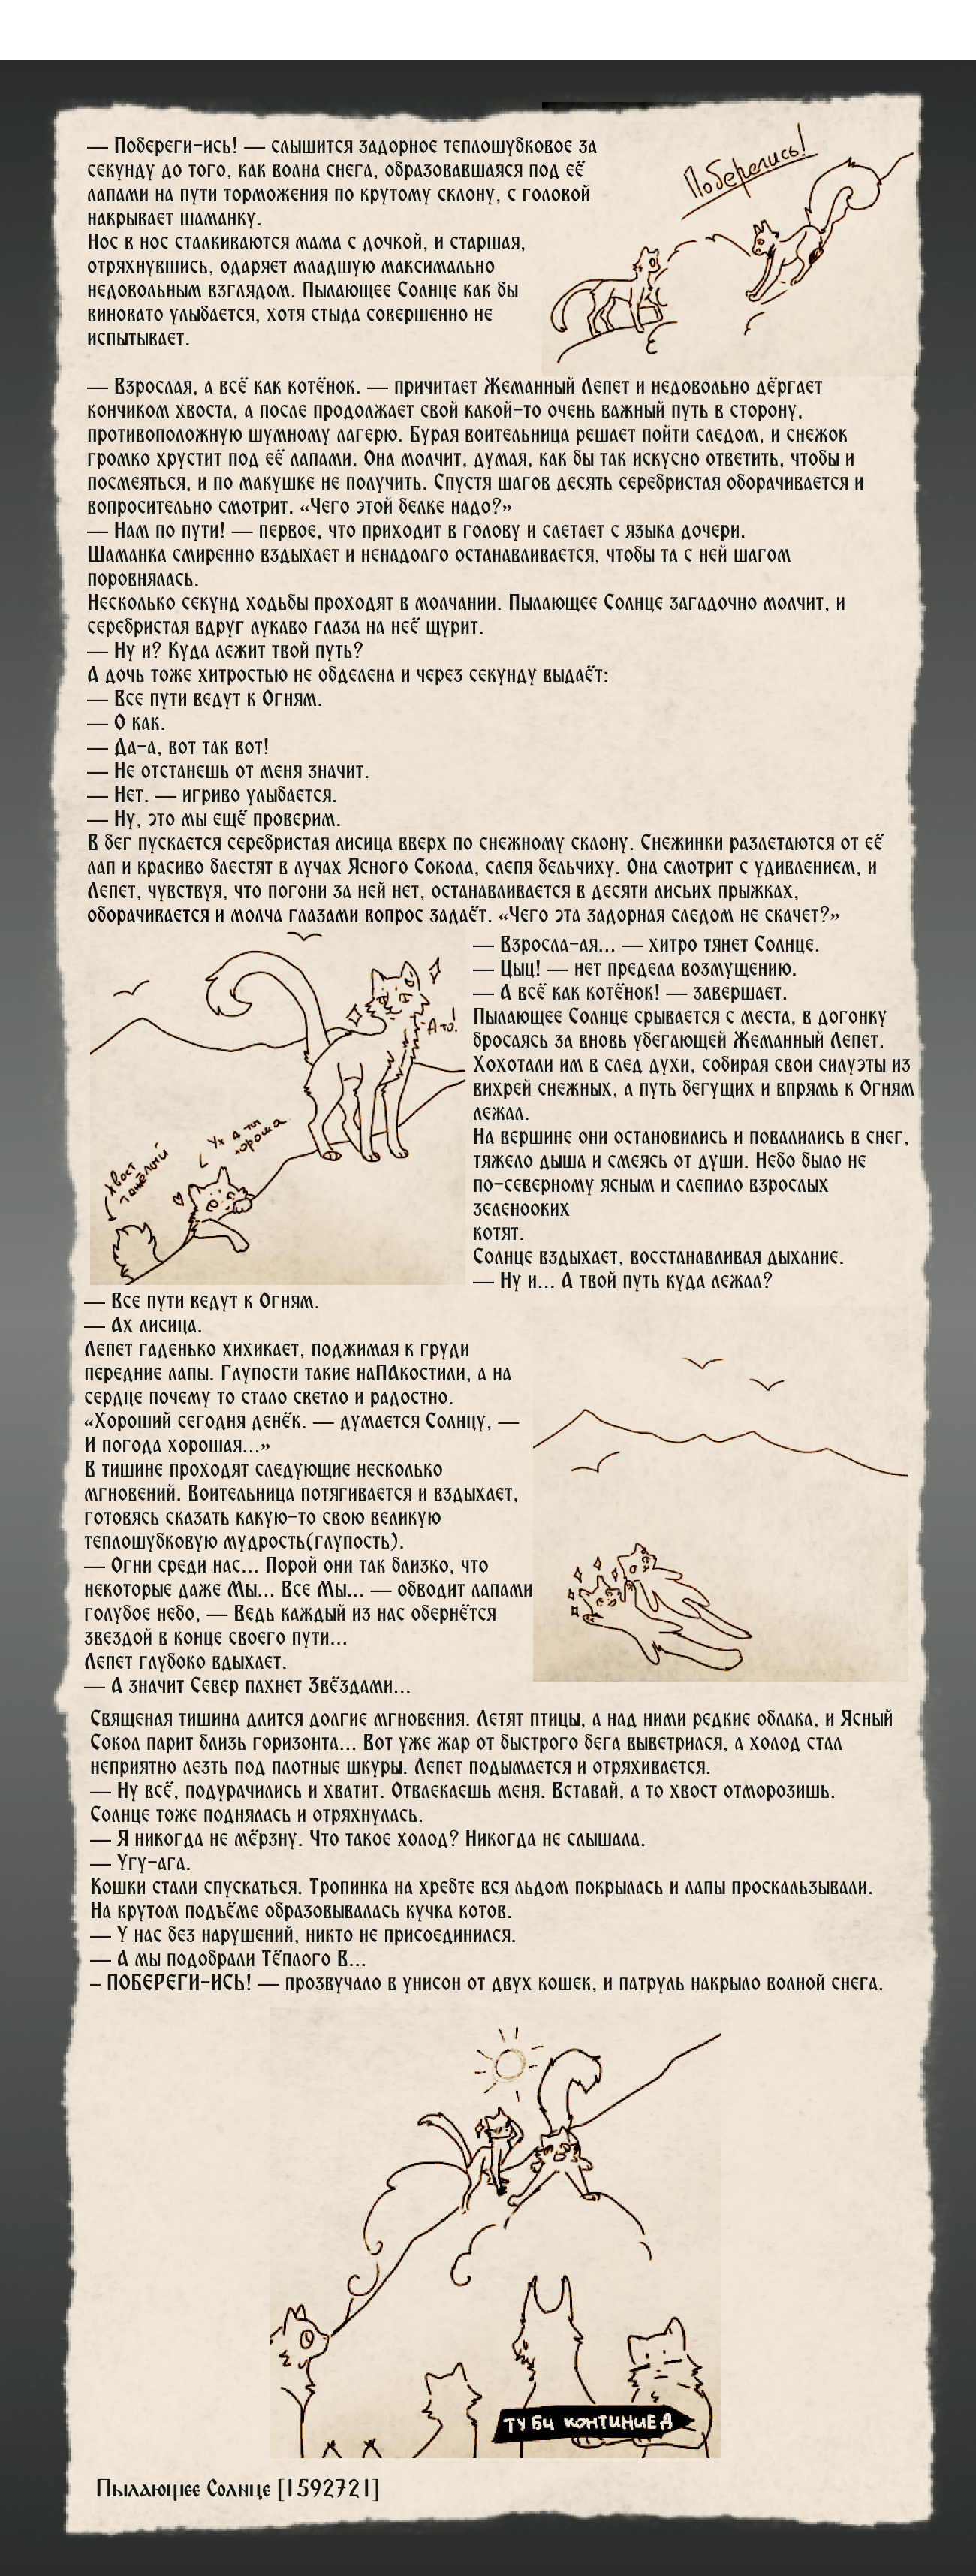 — Побереги-ись! — слышится задорное теплошубковое за
секунду до того, как волна снега, образовавшаяся под её
лапами на пути торможения по крутому склону, с головой
накрывает шаманку.
Нос в нос сталкиваются мама с дочкой, и старшая,
отряхнувшись, одаряет младшую максимально
недовольным взглядом. Пылающее Солнце как бы
виновато улыбается, хотя стыда совершенно не
испытывает.
Поберегись!
— Взрослая, а всё как котёнок. — причитает Жеманный Лепет и недовольно дёргает
кончиком хвоста, а после продолжает свой какой-то очень важный путь в сторону,
противоположную шумному лагерю. Бурая воительница решает пойти следом, и снежок
громко хрустит под её лапами. Она молчит, думая, как бы так искусно ответить, чтобы и
посмеяться, и по макушке не получить. Спустя шагов десять серебристая оборачивается и
вопросительно смотрит. «Чего этой белке надо?»
— Нам по пути! — первое, что приходит в голову и слетает с языка дочери.
Шаманка смиренно вздыхает и ненадолго останавливается, чтобы та с ней шагом
поровнялась.
Несколько секунд ходьбы проходят в молчании. Пылающее Солнце загадочно молчит, и
серебристая вдруг лукаво глаза на неё щурит.
— Ну и? Куда лежит твой путь?
А дочь тоже хитростью не обделена и через секунду выдаёт:
— Все пути ведут к Огням.
— О как.
— Да-а, вот так вот!
— Не отстанешь от меня значит.
— Нет. — игриво улыбается.
— Ну, это мы ещё проверим.
В бег пускается серебристая лисица вверх по снежному склону. Снежинки разлетаются от её
лап и красиво блестят в лучах Ясного Сокола, слепя бельчиху. Она смотрит с удивлением, и
Лепет, чувствуя, что погони за ней нет, останавливается в десяти лисьих прыжках,
оборачивается и молча глазами вопрос задаёт. «Чего эта задорная следом не скачет?»
— Взросла-ая... — хитро тянет Солнце.
— Цыц! — нет предела возмущению.
— А всё как котёнок! — завершает.
Пылающее Солнце срывается с места, в догонку
бросаясь за вновь убегающей Жеманный Лепет.
Хохотали им в след духи, собирая свои силуэты из
вихрей снежных, а путь бегущих и впрямь к Огням
лежал.
На вершине они остановились и повалились в снег,
тяжело дыша и смеясь от души. Небо было не
по-северному ясным и слепило взрослых
зеленооких
котят.
Солнце вздыхает, восстанавливая дыхание.
— Ну и... А твой путь куда лежал?
А то!
Ух а ты
хороша
хвост
тяжёлый
— Все пути ведут к Огням.
— Ах лисица.
Лепет гаденько хихикает, поджимая к груди
передние лапы. Глупости такие наПАкостили, а на
сердце почему то стало светло и радостно.
«Хороший сегодня денёк. — думается Солнцу, —
И погода хорошая...»
В тишине проходят следующие несколько
мгновений. Воительница потягивается и вздыхает,
готовясь сказать какую-то свою великую
теплошубковую мудрость(глупость).
— Огни среди нас... Порой они так близко, что
некоторые даже Мы... Все Мы... — обводит лапами
голубое небо, — Ведь каждый из нас обернётся
звездой в конце своего пути...
Лепет глубоко вдыхает.
— А значит Север пахнет Звёздами...
Священая тишина длится долгие мгновения. Летят птицы, а над ними редкие облака, и Ясный
Сокол парит близь горизонта... Вот уже жар от быстрого бега выветрился, а холод стал
неприятно лезть под плотные шкуры. Лепет подымается и отряхивается.
— Ну всё, подурачились и хватит. Отвлекаешь меня. Вставай, а то хвост отморозишь.
Солнце тоже поднялась и отряхнулась.
— Я никогда не мёрзну. Что такое холод? Никогда не слышала.
— Угу-ага.
Кошки стали спускаться. Тропинка на хребте вся льдом покрылась и лапы проскальзывали.
На крутом подъёме образовывалась кучка котов.
— У нас без нарушений, никто не присоединился.
— А мы подобрали Тёплого В...
– ПОБЕРЕГИ-ИСЬ! — прозвучало в унисон от двух кошек, и патруль накрыло волной снега.
ТУ БИ КОНТИНИЕД
Пылающее Солнце [1592721]